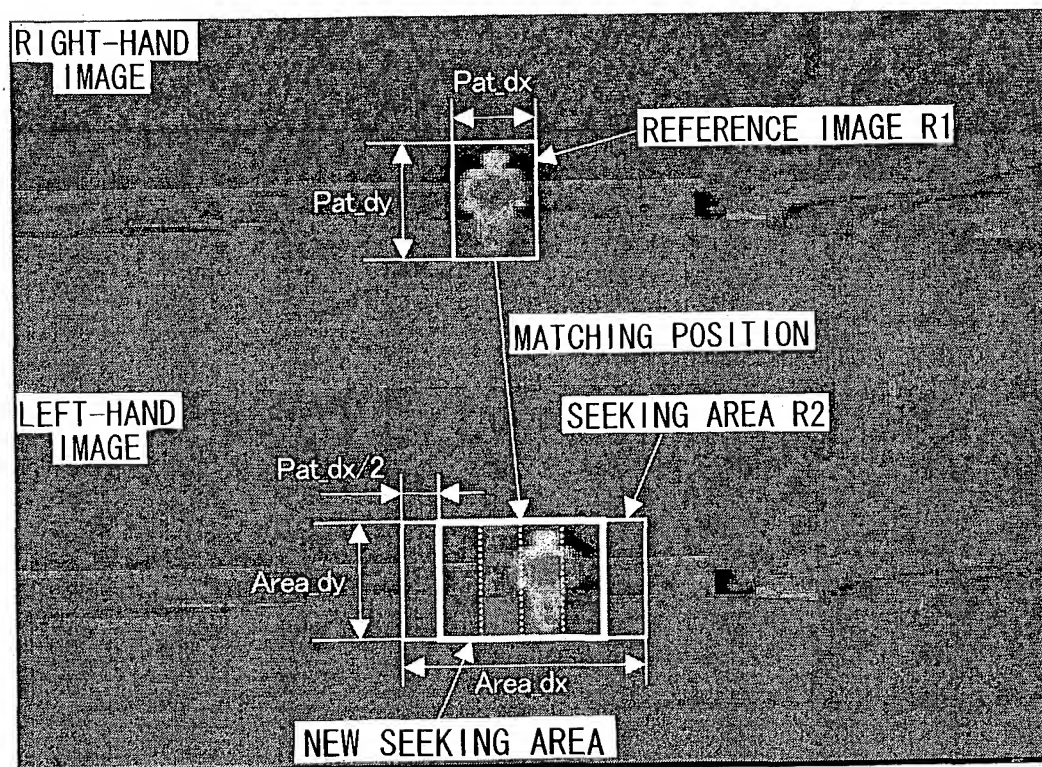 RIGHT-HAND
IMAGE
Pat_dx
REFERENCE IMAGE R1
Pat_dy
MATCHING POSITION
LEFT-HAND
IMAGE
SEEKING AREA R2
Pat_dx/2
Area_dy
Area_dx
NEW SEEKING AREA